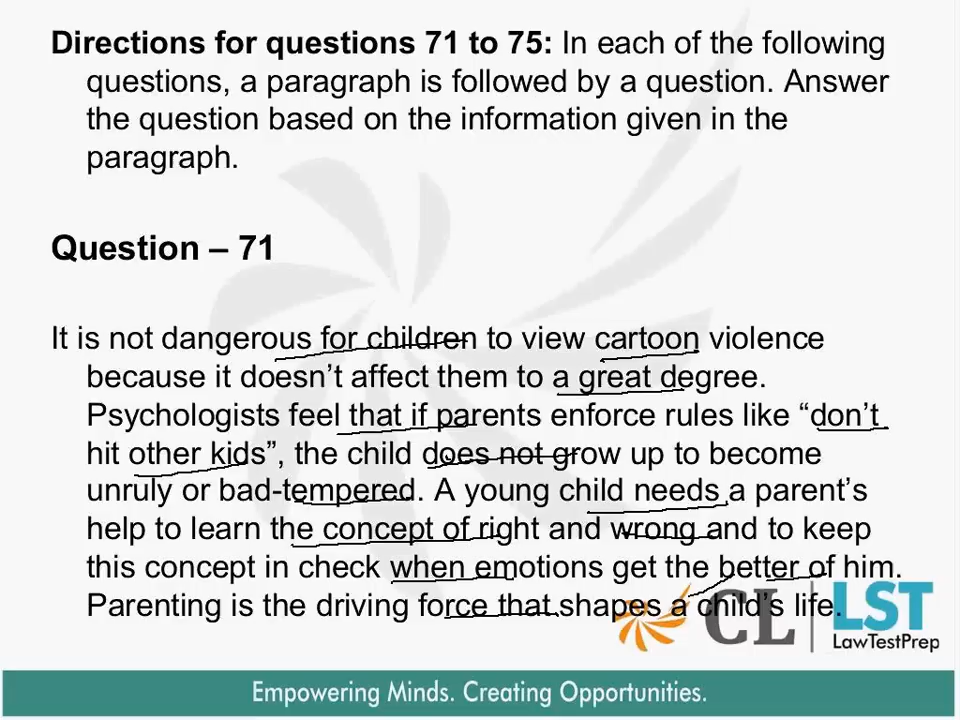 Directions for questions 71 to 75: In each of the following
questions, a paragraph is followed by a question. Answer
the question based on the information given in the
paragraph.
Question – 71
It is not dangerous for children to view cartoon violence
because it doesn’t affect them to a great degree.
Psychologists feel that if parents enforce rules like “don’t
hit other kids”, the child does not grow up to become
unruly or bad-tempered. A young child needs a parent’s
help to learn the concept of right and wrong and to keep
this concept in check when emotions get the better of him.
Parenting is the driving force that shapes a child’s life.
CL LST
LawTestPrep
Empowering Minds. Creating Opportunities.